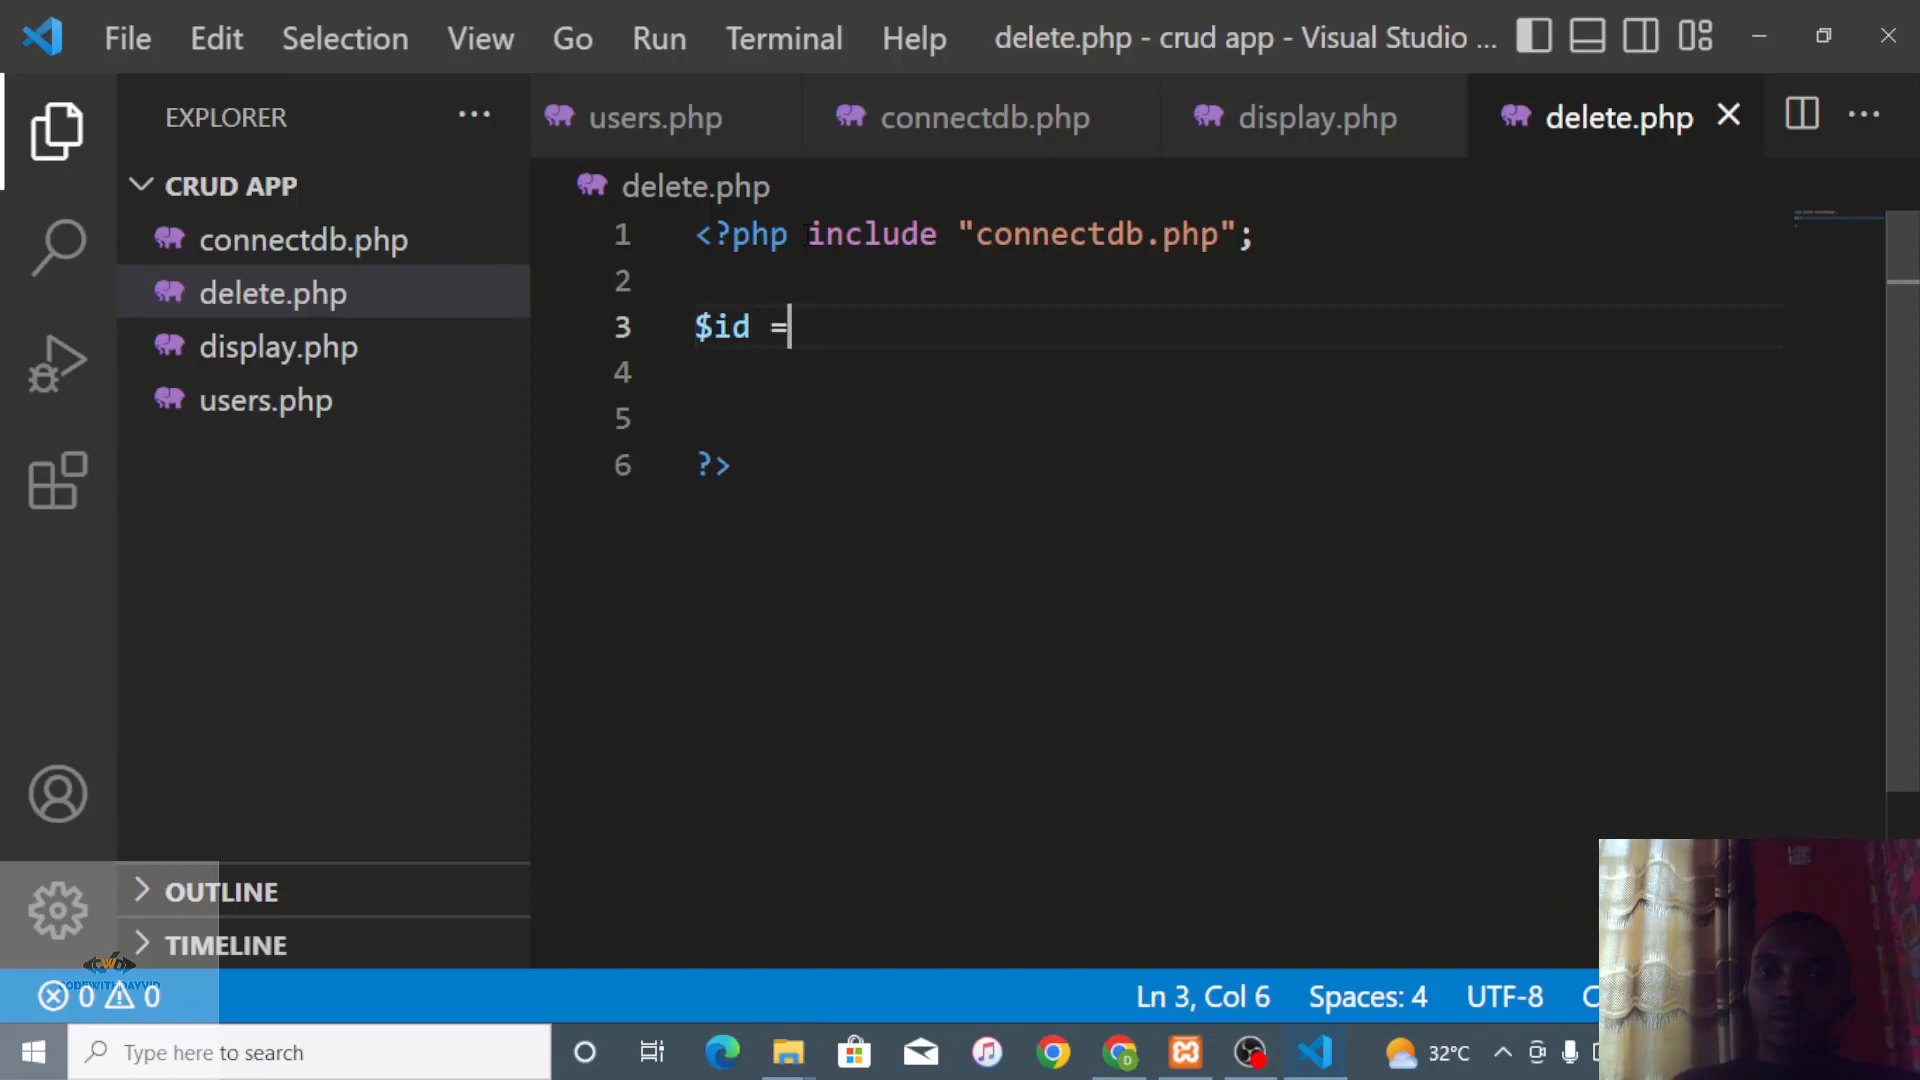 File Edit Selection View Go Run Terminal Help delete.php - crud app - Visual Studio ...
EXPLORER
users.php connectdb.php display.php delete.php
CRUD APP
connectdb.php
delete.php
display.php
users.php
delete.php
1 <?php include "connectdb.php";
2
3 $id =
4
5
6 ?>
OUTLINE
TIMELINE
CWD
CODEWITHDAYVID
0 0 Ln 3, Col 6 Spaces: 4 UTF-8 C
Type here to search
D
32°C